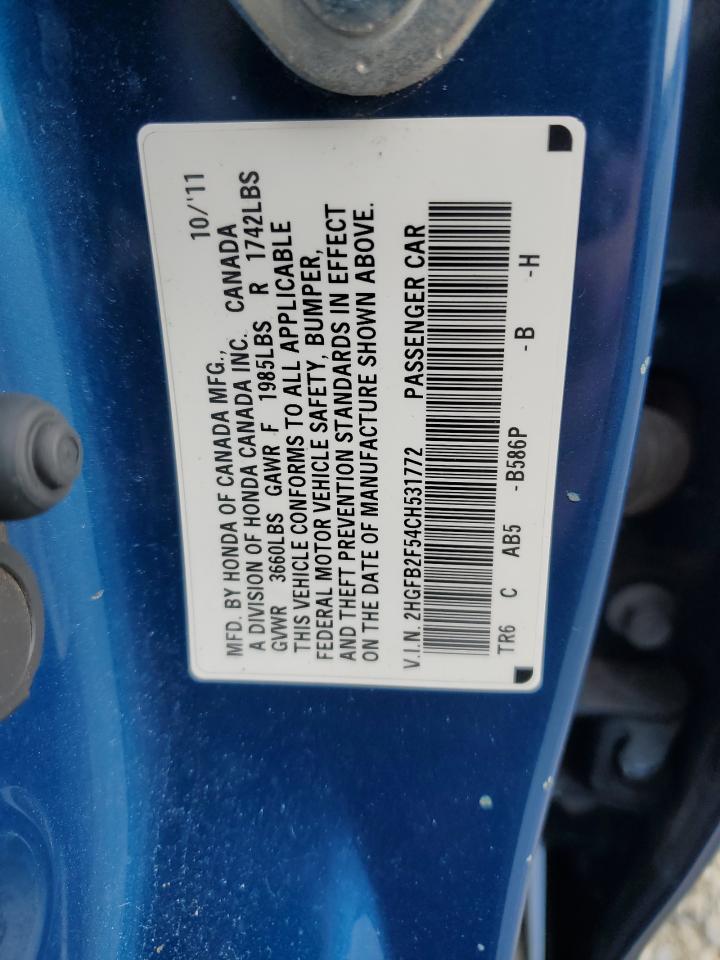 MFD. BY HONDA OF CANADA MFG., 10/'11
A DIVISION OF HONDA CANADA INC. CANADA
GVWR 3660LBS GAWR F 1985LBS R 1742LBS
THIS VEHICLE CONFORMS TO ALL APPLICABLE
FEDERAL MOTOR VEHICLE SAFETY, BUMPER,
AND THEFT PREVENTION STANDARDS IN EFFECT
ON THE DATE OF MANUFACTURE SHOWN ABOVE.
V.I.N. 2HGFB2F54CH531772 PASSENGER CAR
TR6 C AB5 -B586P -B -H